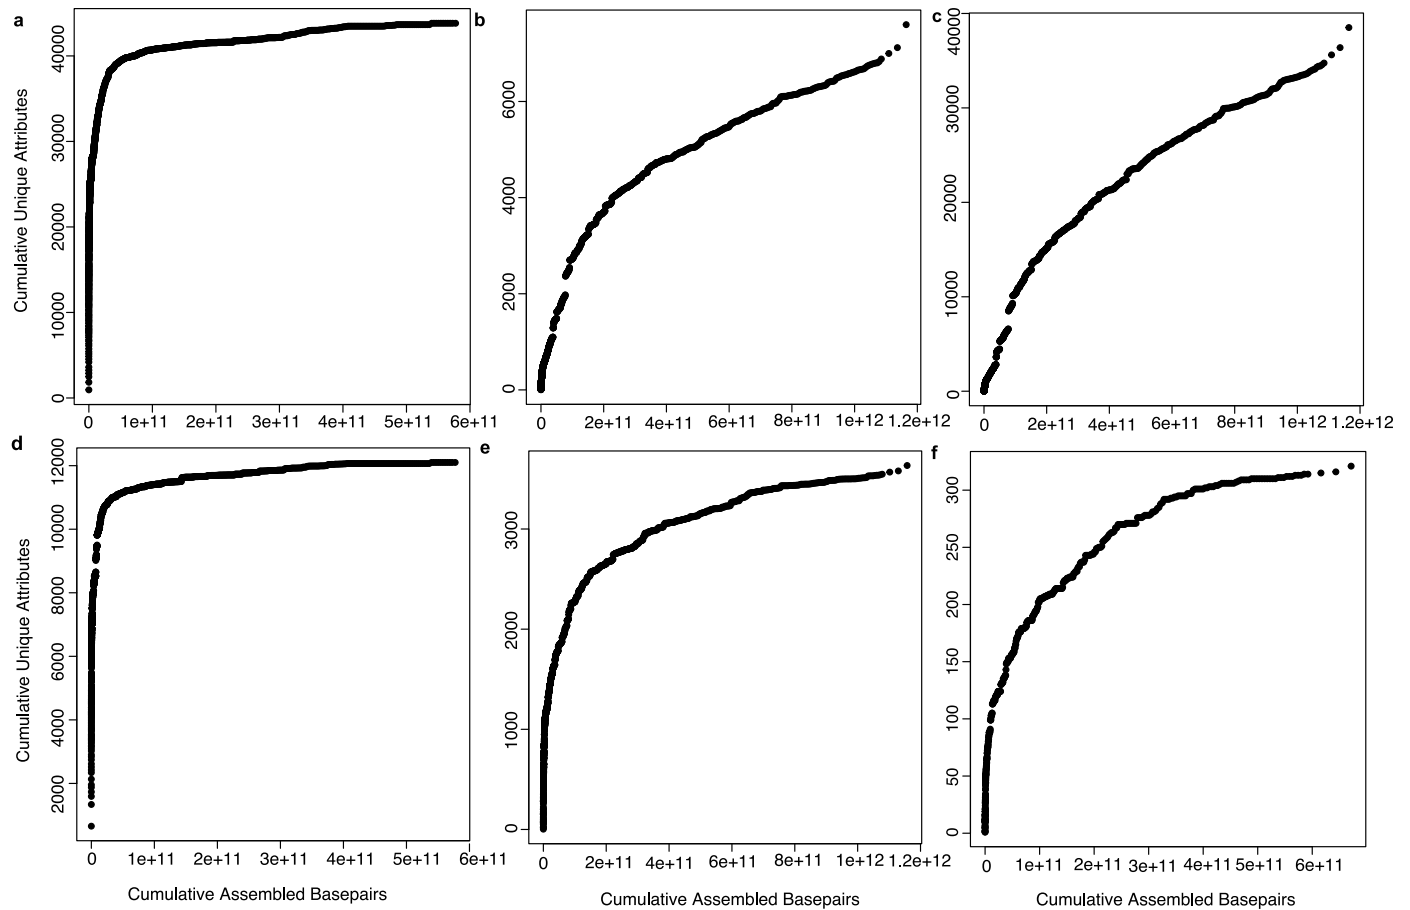 a
40000
30000
20000
10000
0
Cumulative Unique Attributes
0 1e+11 2e+11 3e+11 4e+11 5e+11 6e+11
b
6000
4000
2000
0
0 2e+11 4e+11 6e+11 8e+11 1e+12 1.2e+12
c
40000
30000
20000
10000
0
0 2e+11 4e+11 6e+11 8e+11 1e+12 1.2e+12
d
12000
10000
8000
6000
4000
2000
Cumulative Unique Attributes
0 1e+11 2e+11 3e+11 4e+11 5e+11 6e+11
Cumulative Assembled Basepairs
e
3000
2000
1000
0
0 2e+11 4e+11 6e+11 8e+11 1e+12 1.2e+12
Cumulative Assembled Basepairs
f
300
250
200
150
100
50
0
0 1e+11 2e+11 3e+11 4e+11 5e+11 6e+11
Cumulative Assembled Basepairs